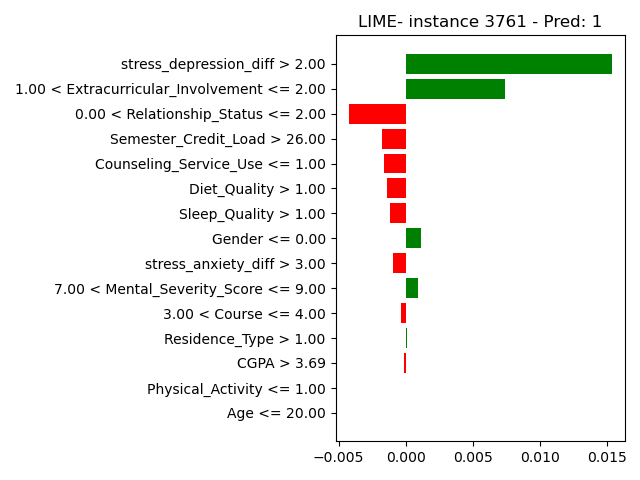 LIME- instance 3761 - Pred: 1
stress_depression_diff > 2.00
1.00 < Extracurricular_Involvement <= 2.00
0.00 < Relationship_Status <= 2.00
Semester_Credit_Load > 26.00
Counseling_Service_Use <= 1.00
Diet_Quality > 1.00
Sleep_Quality > 1.00
Gender <= 0.00
stress_anxiety_diff > 3.00
7.00 < Mental_Severity_Score <= 9.00
3.00 < Course <= 4.00
Residence_Type > 1.00
CGPA > 3.69
Physical_Activity <= 1.00
Age <= 20.00
−0.005 0.000 0.005 0.010 0.015